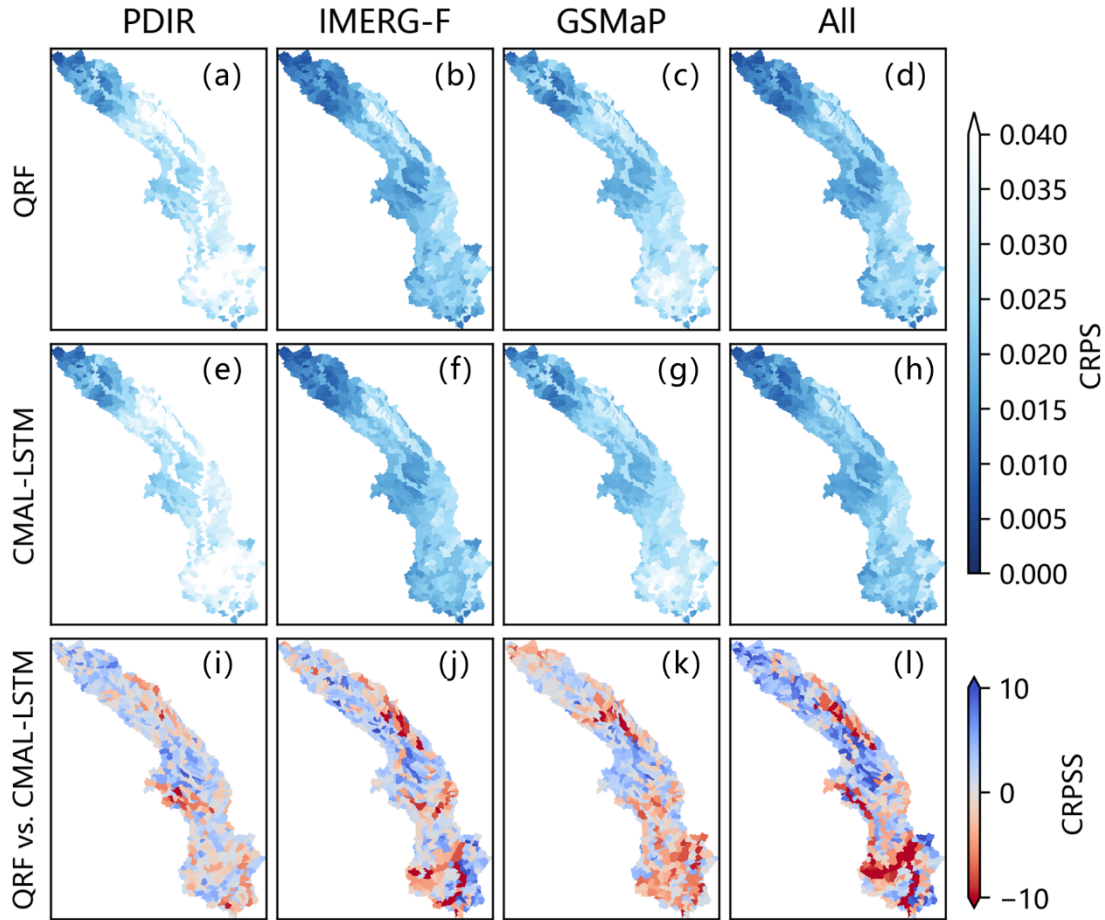 PDIR IMERG-F GSMaP All
QRF (a) (b) (c) (d)
CMAL-LSTM (e) (f) (g) (h)
QRF vs. CMAL-LSTM (i) (j) (k) (l)
0.040
0.035
0.030
0.025
0.020
0.015
0.010
0.005
0.000
CRPS
10
0
−10
CRPSS